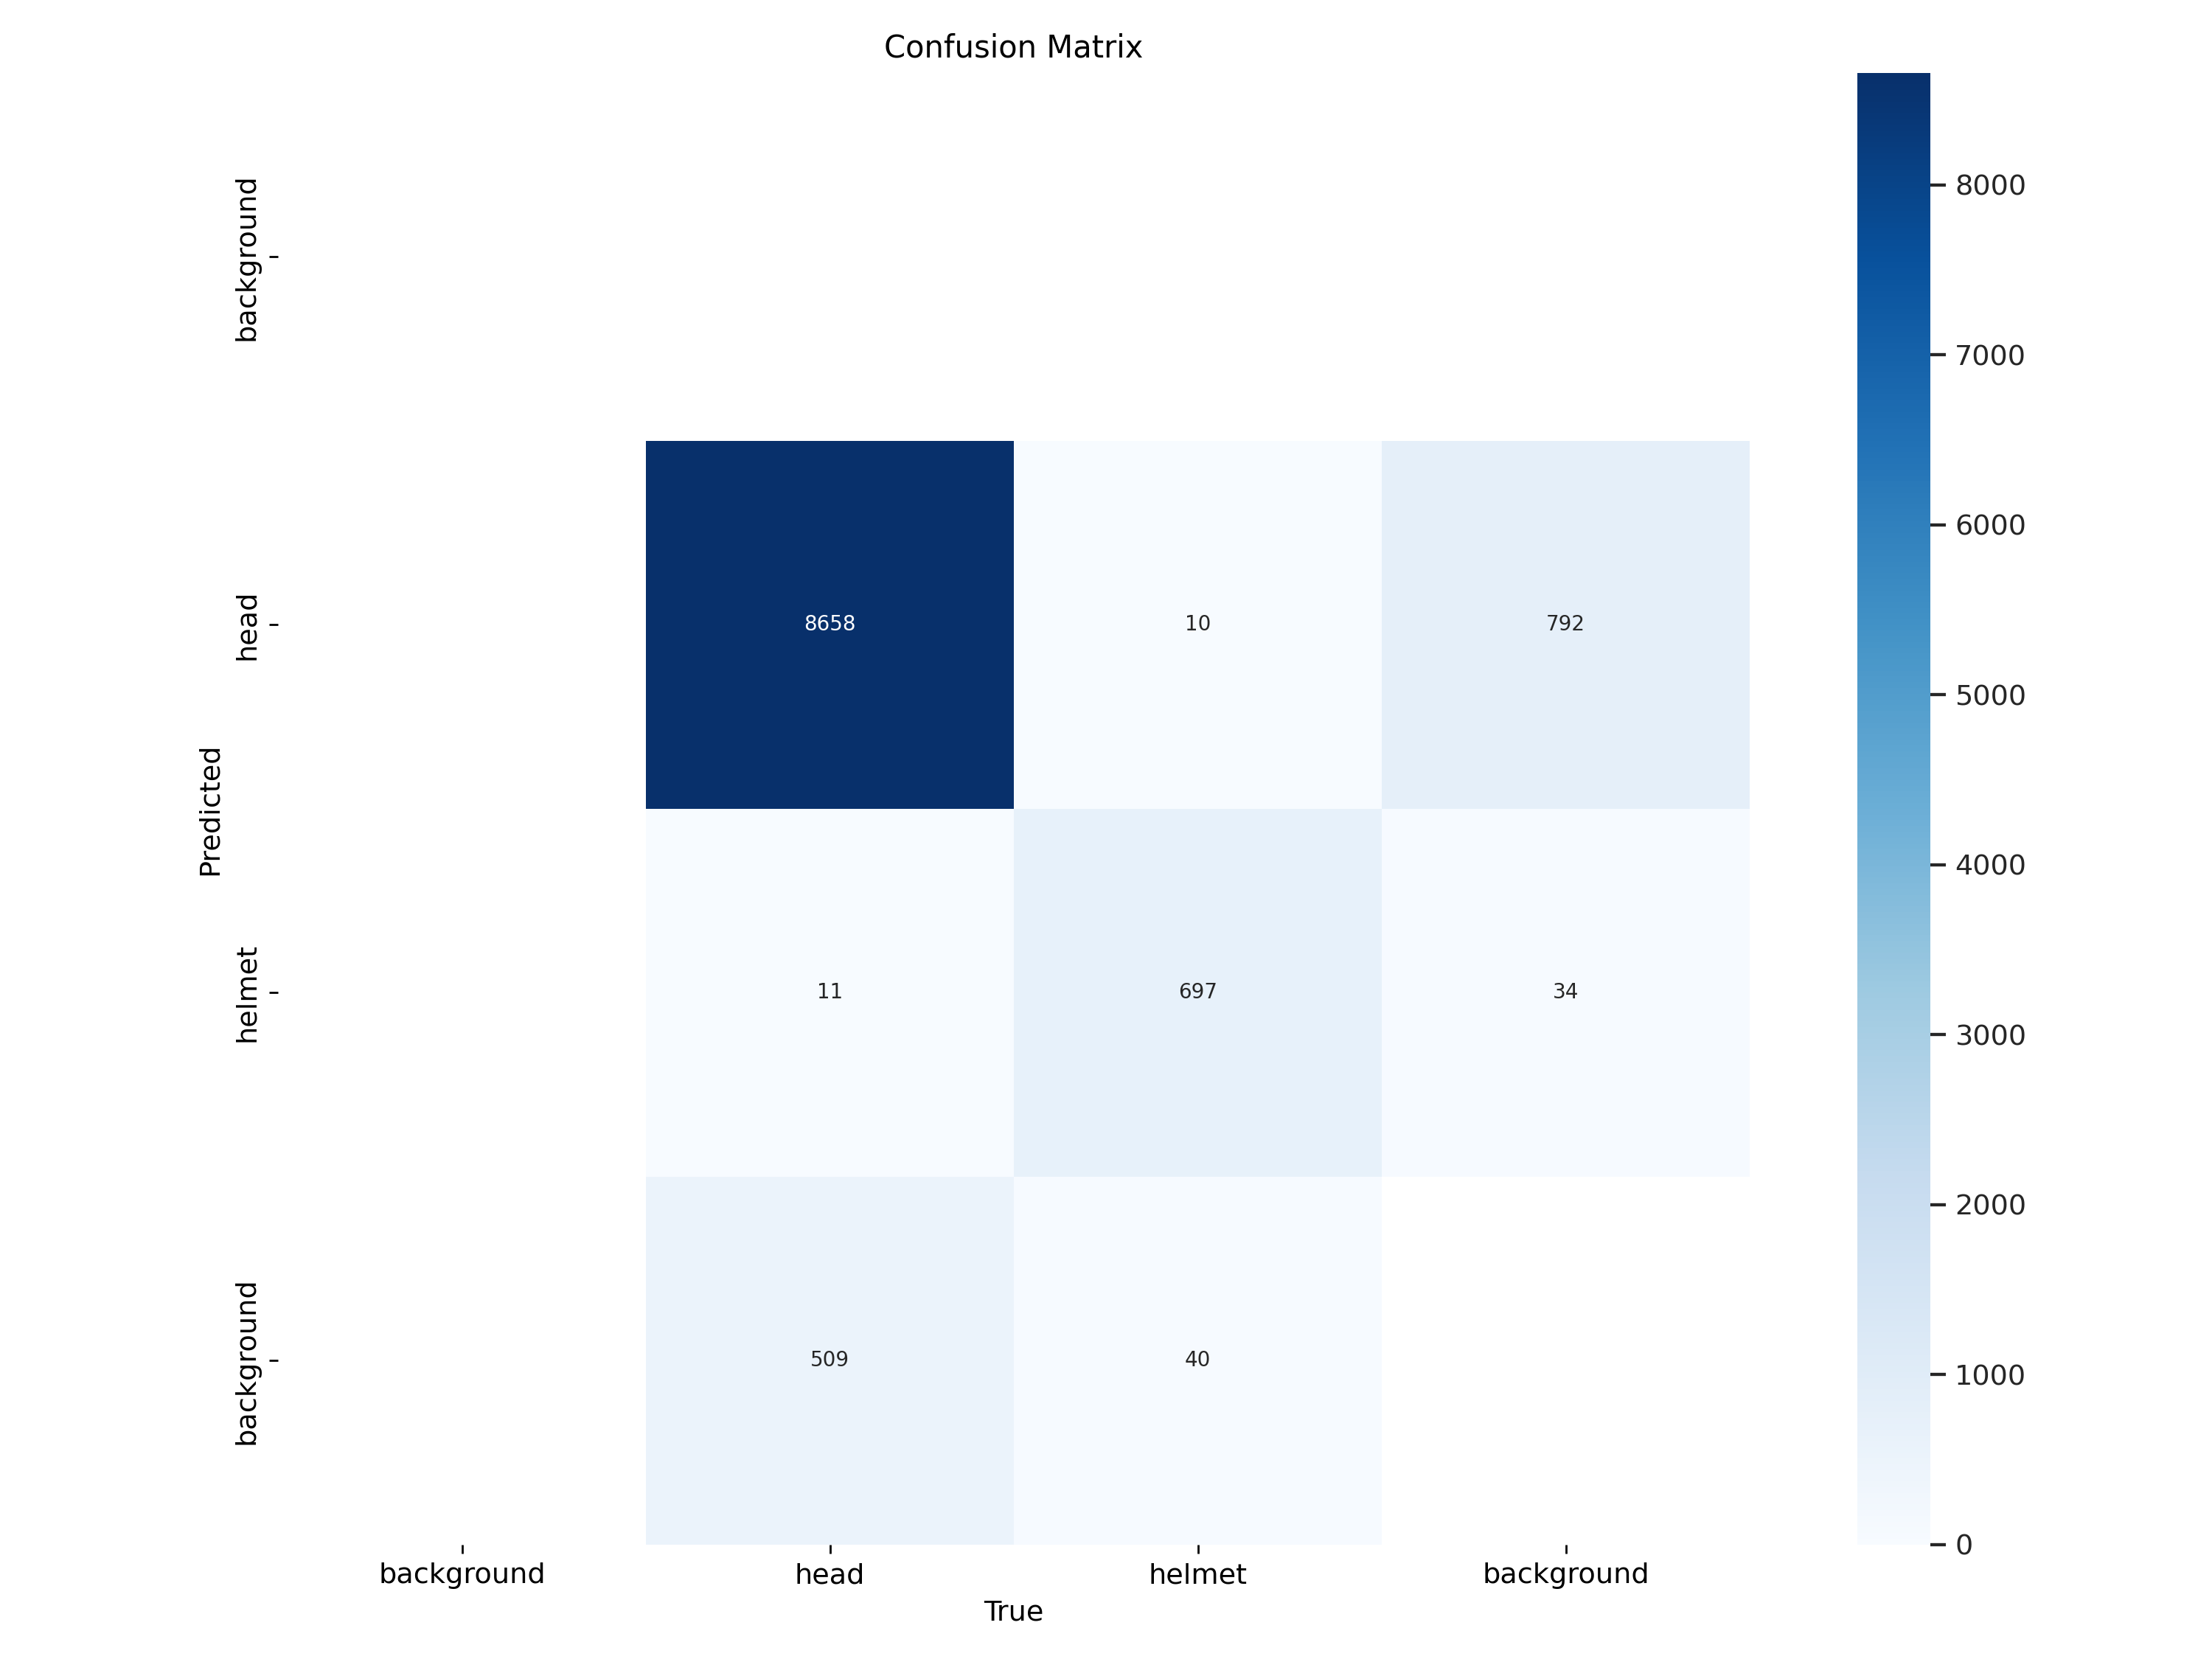 Confusion Matrix
background
head
helmet
background
Predicted
8658 10 792
11 697 34
509 40
background head helmet background
True
8000
7000
6000
5000
4000
3000
2000
1000
0